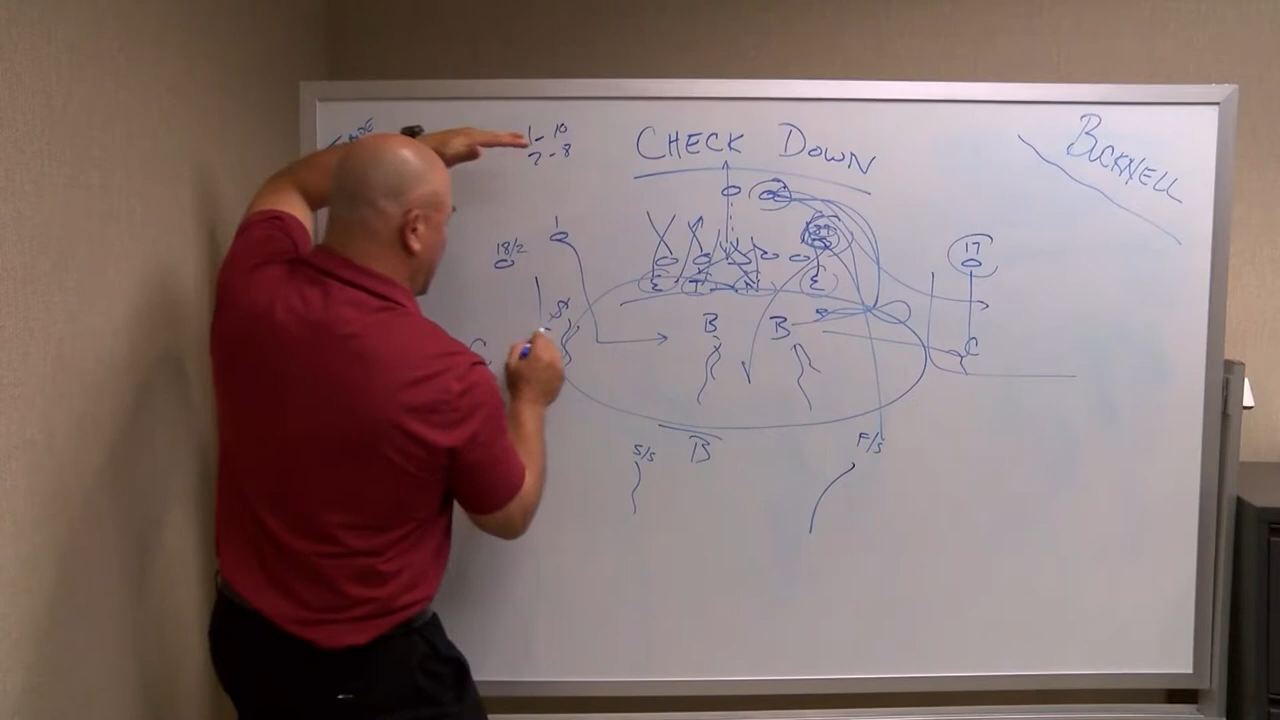 1- 10
2 - 8
CHECK DOWN
BUCKNELL
1
18/2
17
E
T
N
E
B
B
C
C
S/S
B
F/S